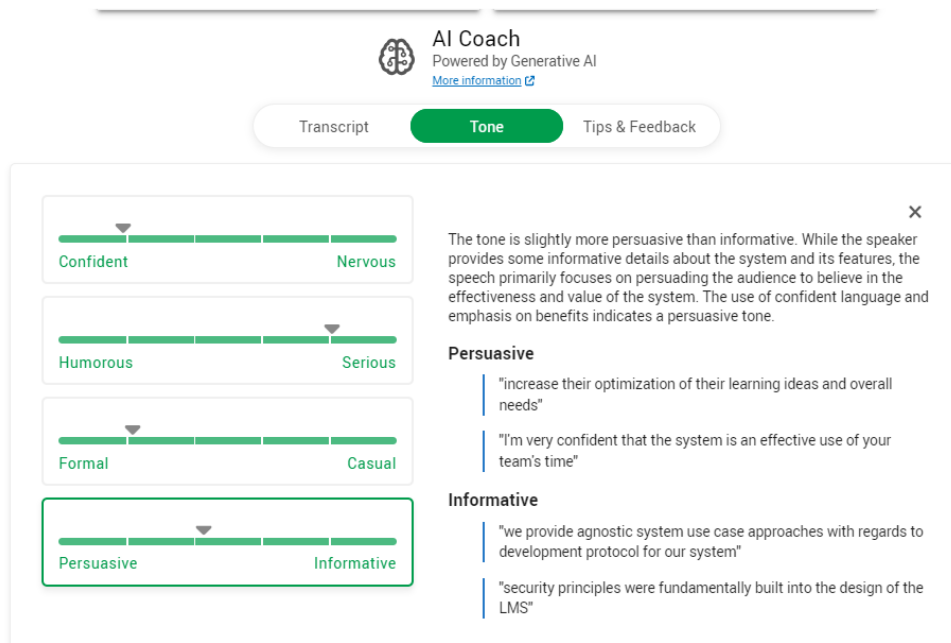 AI Coach
Powered by Generative AI
More information
Transcript
Tone
Tips & Feedback
Confident
Nervous
Humorous
Serious
Formal
Casual
Persuasive
Informative
The tone is slightly more persuasive than informative. While the speaker
provides some informative details about the system and its features, the
speech primarily focuses on persuading the audience to believe in the
effectiveness and value of the system. The use of confident language and
emphasis on benefits indicates a persuasive tone.
Persuasive
"increase their optimization of their learning ideas and overall
needs"
"I'm very confident that the system is an effective use of your
team's time"
Informative
"we provide agnostic system use case approaches with regards to
development protocol for our system"
"security principles were fundamentally built into the design of the
LMS"